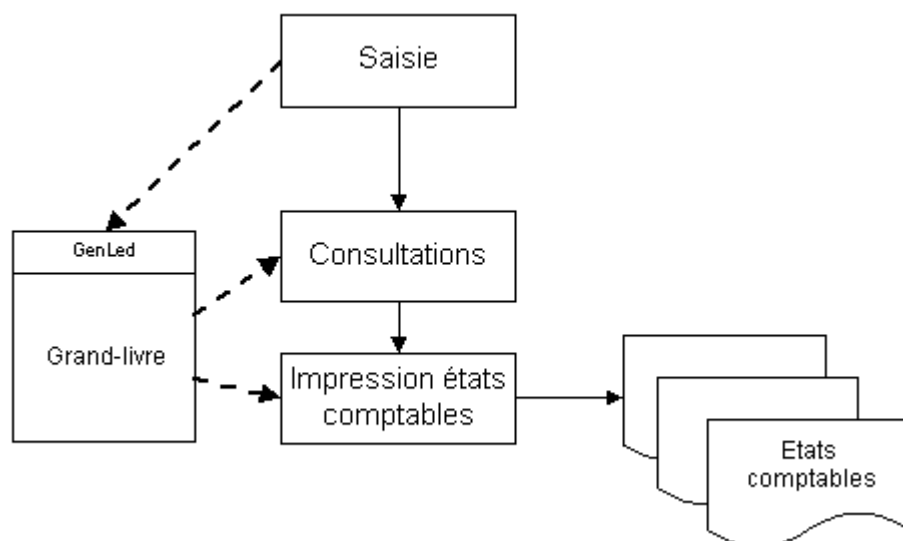 Saisie
GenLed
Grand-livre
Consultations
Impression états
comptables
Etats
comptables